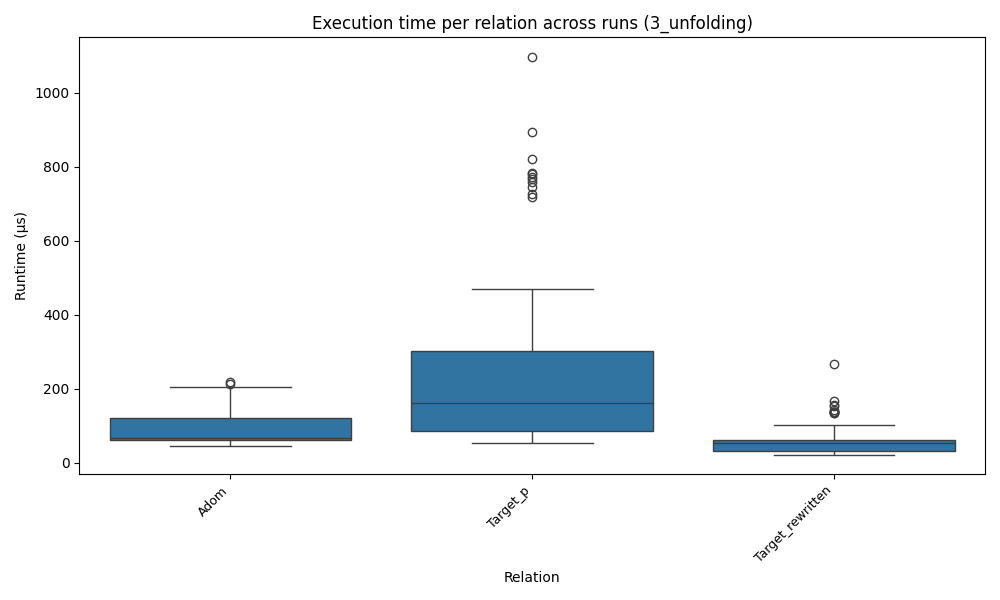 Execution time per relation across runs (3_unfolding)
Runtime (µs)
1000
800
600
400
200
0
Adom
Target_p
Target_rewritten
Relation